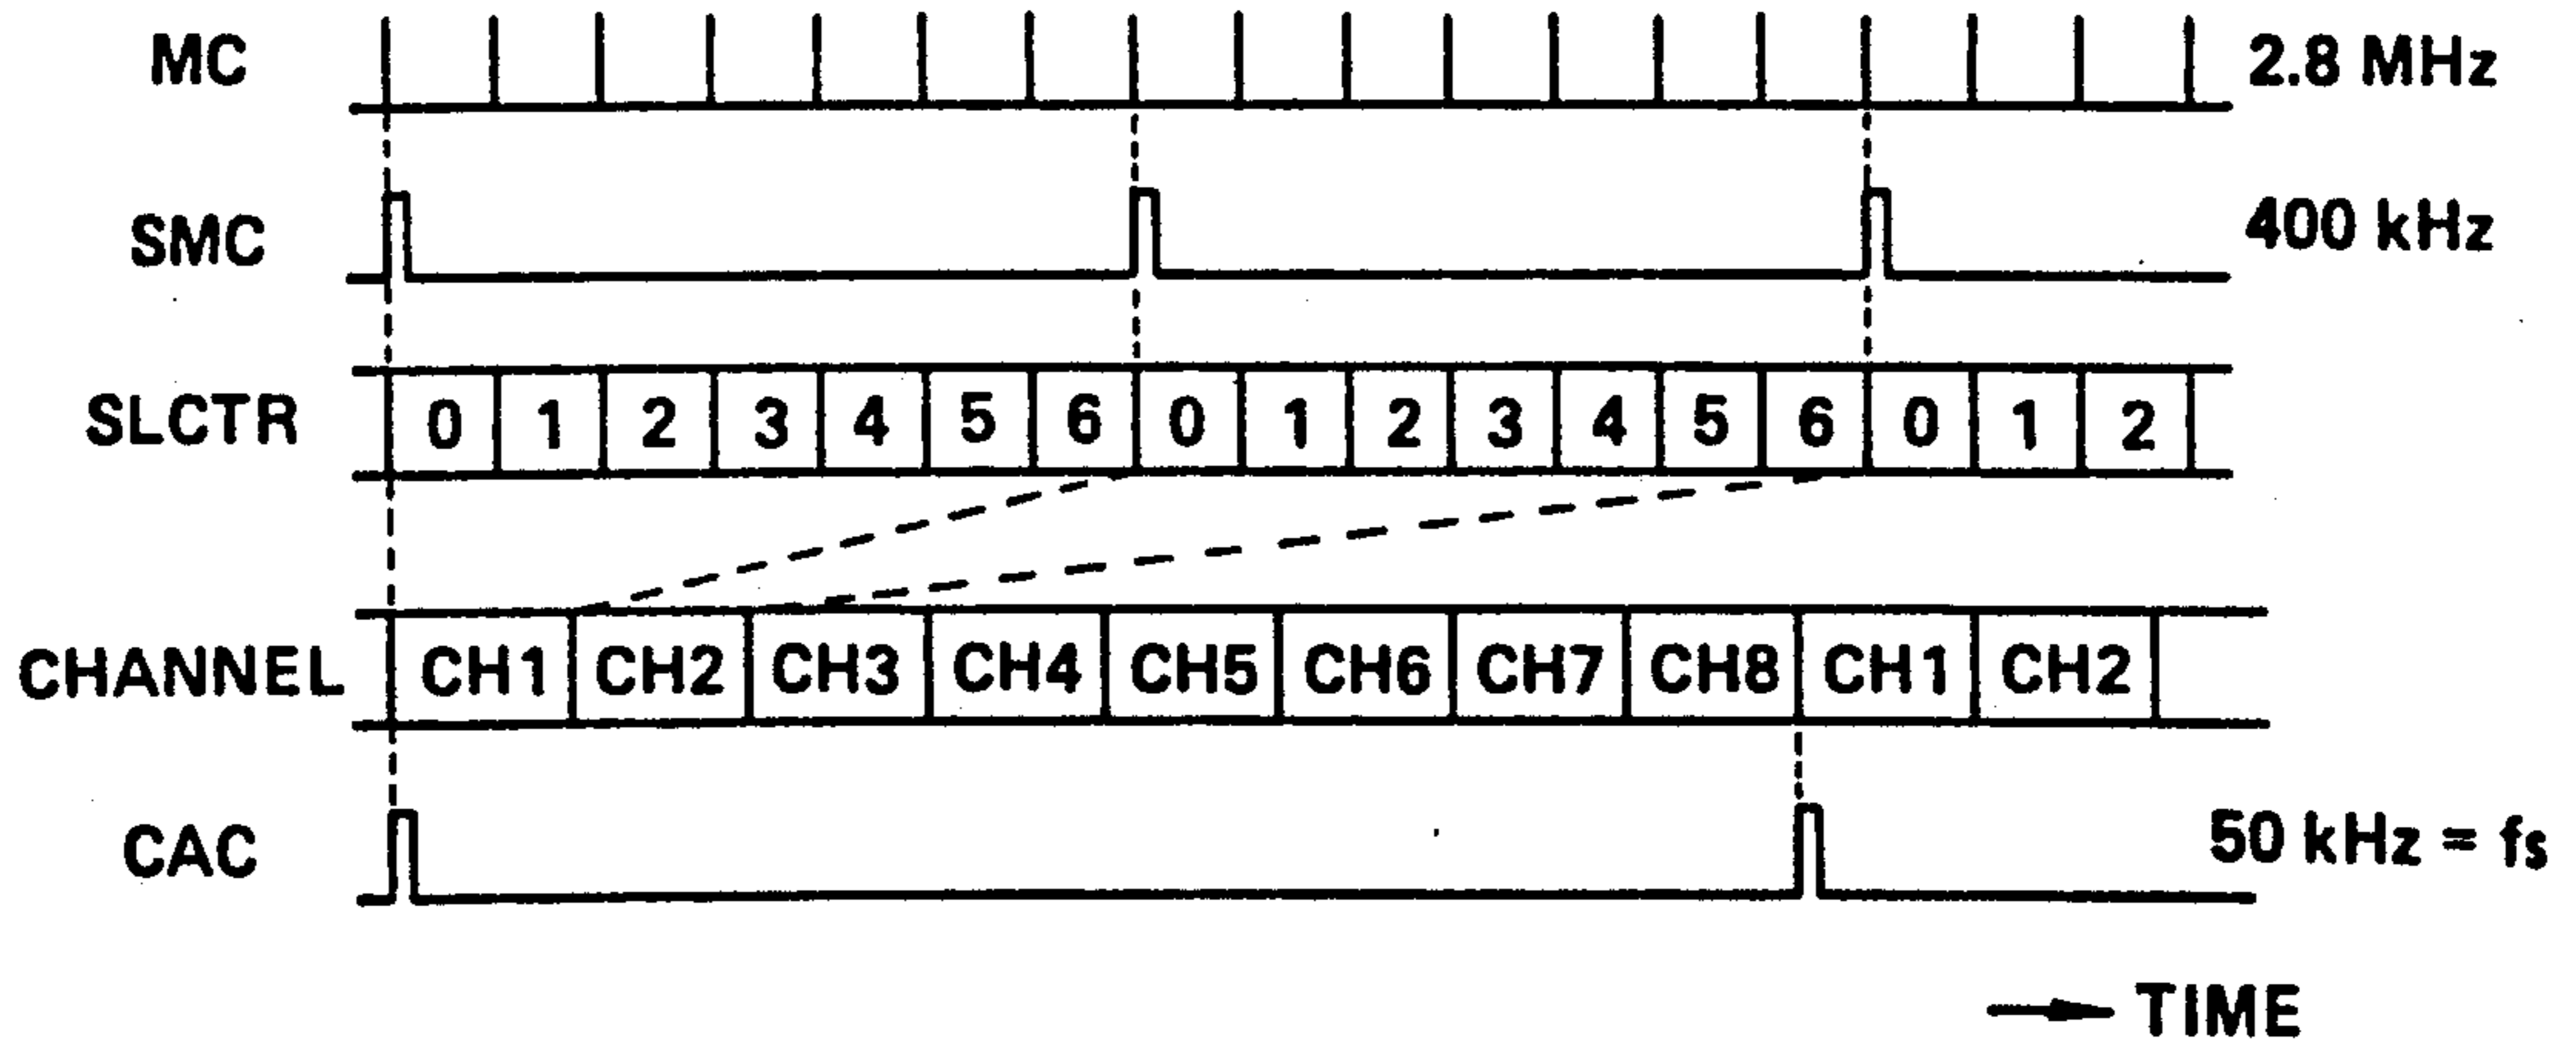 MC 2.8 MHz
SMC 400 kHz
SLCTR 0 1 2 3 4 5 6 0 1 2 3 4 5 6 0 1 2
CHANNEL CH1 CH2 CH3 CH4 CH5 CH6 CH7 CH8 CH1 CH2
CAC 50 kHz = fs
TIME